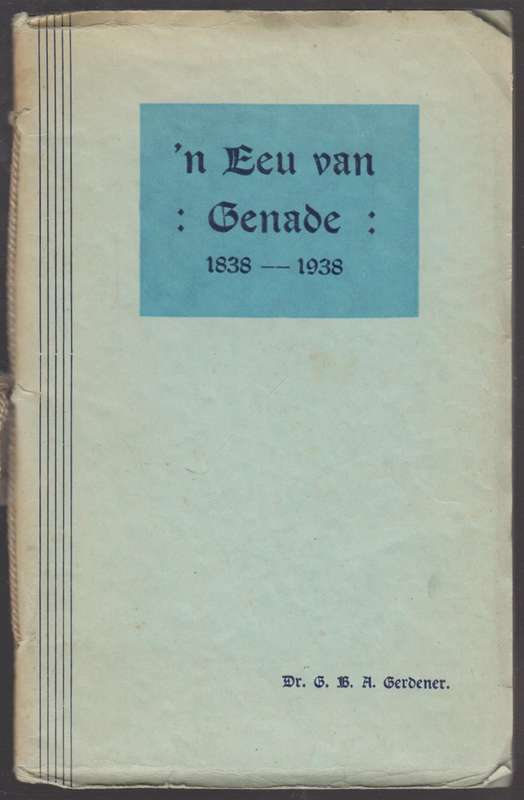 'n Eeu van
: Genade :
1838 — 1938
Dr. G. B. A. Gerdener.